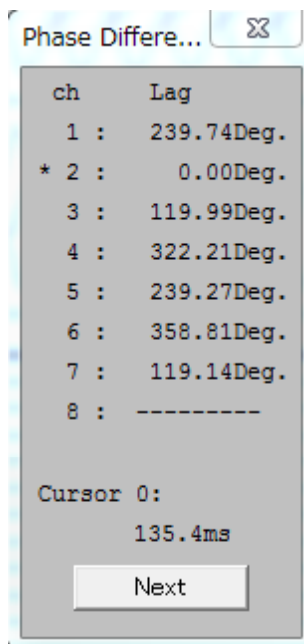 Phase Differe...
ch Lag
1 : 239.74Deg.
* 2 : 0.00Deg.
3 : 119.99Deg.
4 : 322.21Deg.
5 : 239.27Deg.
6 : 358.81Deg.
7 : 119.14Deg.
8 : ---------
Cursor 0:
135.4ms
Next